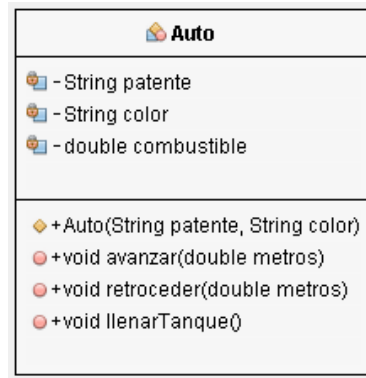 Auto
- String patente
- String color
- double combustible
+Auto(String patente, String color)
+void avanzar(double metros)
+void retroceder(double metros)
+void llenarTanque()